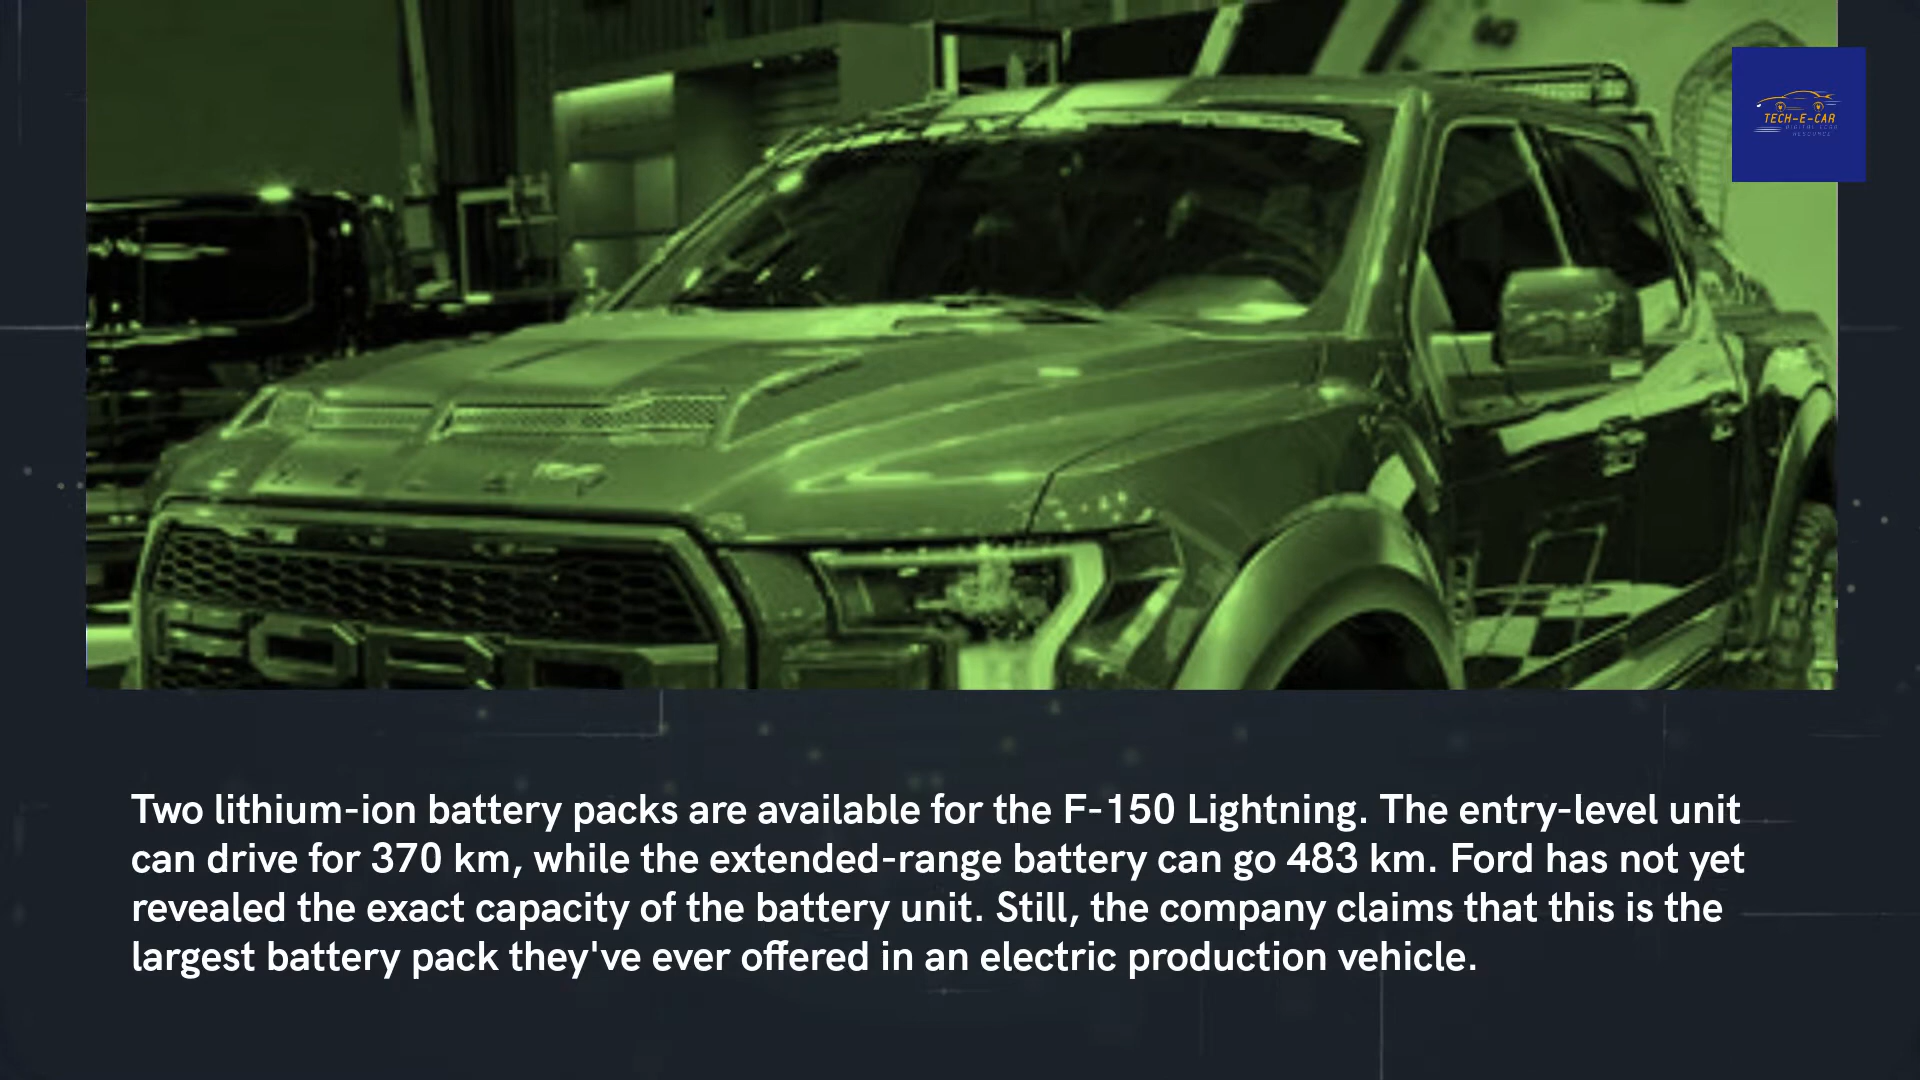 TECH-E-CAR
FORD
Two lithium-ion battery packs are available for the F-150 Lightning. The entry-level unit
can drive for 370 km, while the extended-range battery can go 483 km. Ford has not yet
revealed the exact capacity of the battery unit. Still, the company claims that this is the
largest battery pack they've ever offered in an electric production vehicle.